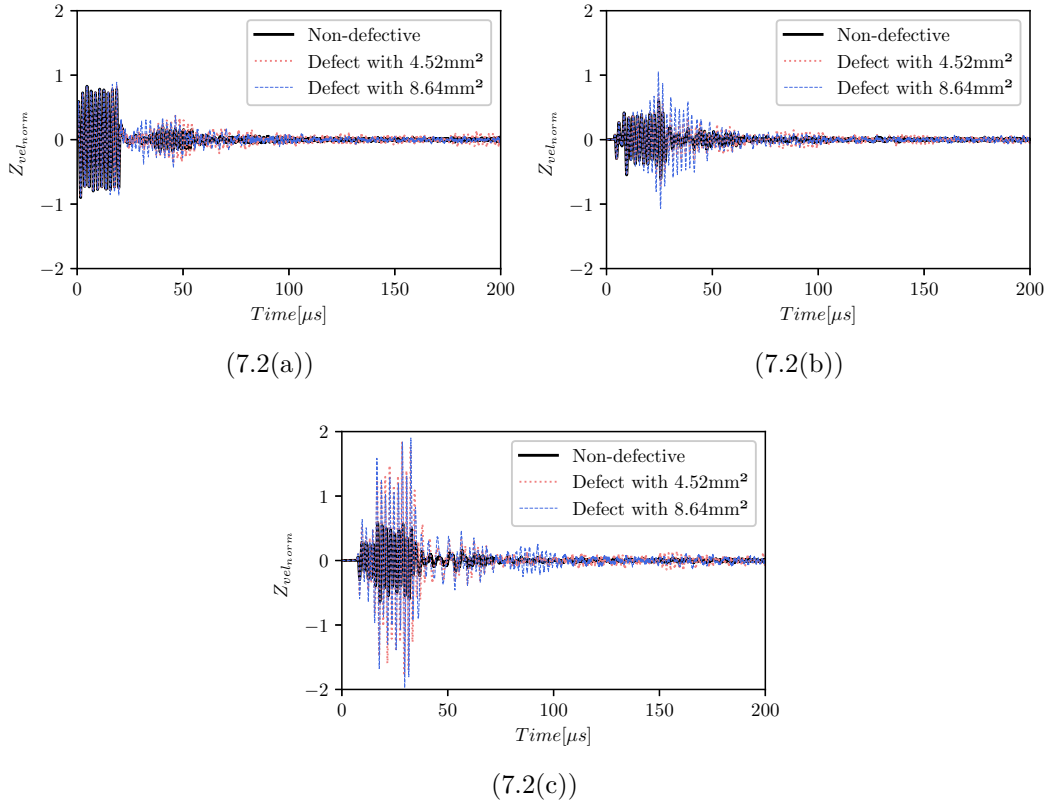 2
1
0
−1
−2
Z_{vel_{norm}}
Non-defective
Defect with 4.52mm²
Defect with 8.64mm²
0 50 100 150 200
Time[μs]
(7.2(a))
2
1
0
−1
−2
Z_{vel_{norm}}
Non-defective
Defect with 4.52mm²
Defect with 8.64mm²
0 50 100 150 200
Time[μs]
(7.2(b))
2
1
0
−1
−2
Z_{vel_{norm}}
Non-defective
Defect with 4.52mm²
Defect with 8.64mm²
0 50 100 150 200
Time[μs]
(7.2(c))